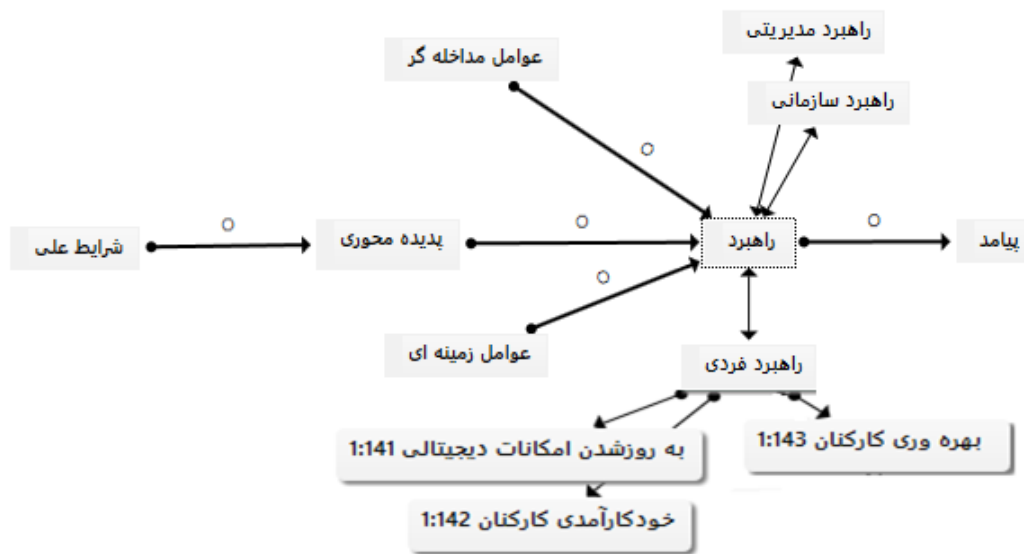 راهبرد مدیریتی
عوامل مداخله گر
راهبرد سازمانی
O
O
O
O
شرایط علی
پدیده محوری
راهبرد
پیامد
O
عوامل زمینه ای
راهبرد فردی
به روزشدن امکانات دیجیتالی 1:141
بهره وری کارکنان 1:143
خودکارآمدی کارکنان 1:142